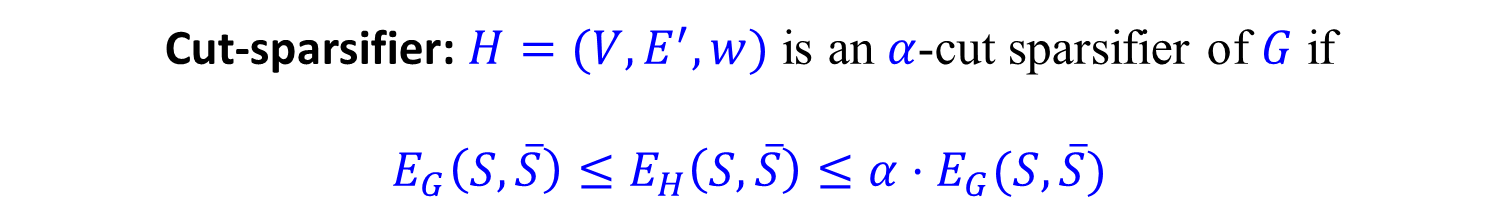 Cut-sparsifier: H = (V, E′, w) is an α-cut sparsifier of G if
E_G(S, S̄) ≤ E_H(S, S̄) ≤ α · E_G(S, S̄)